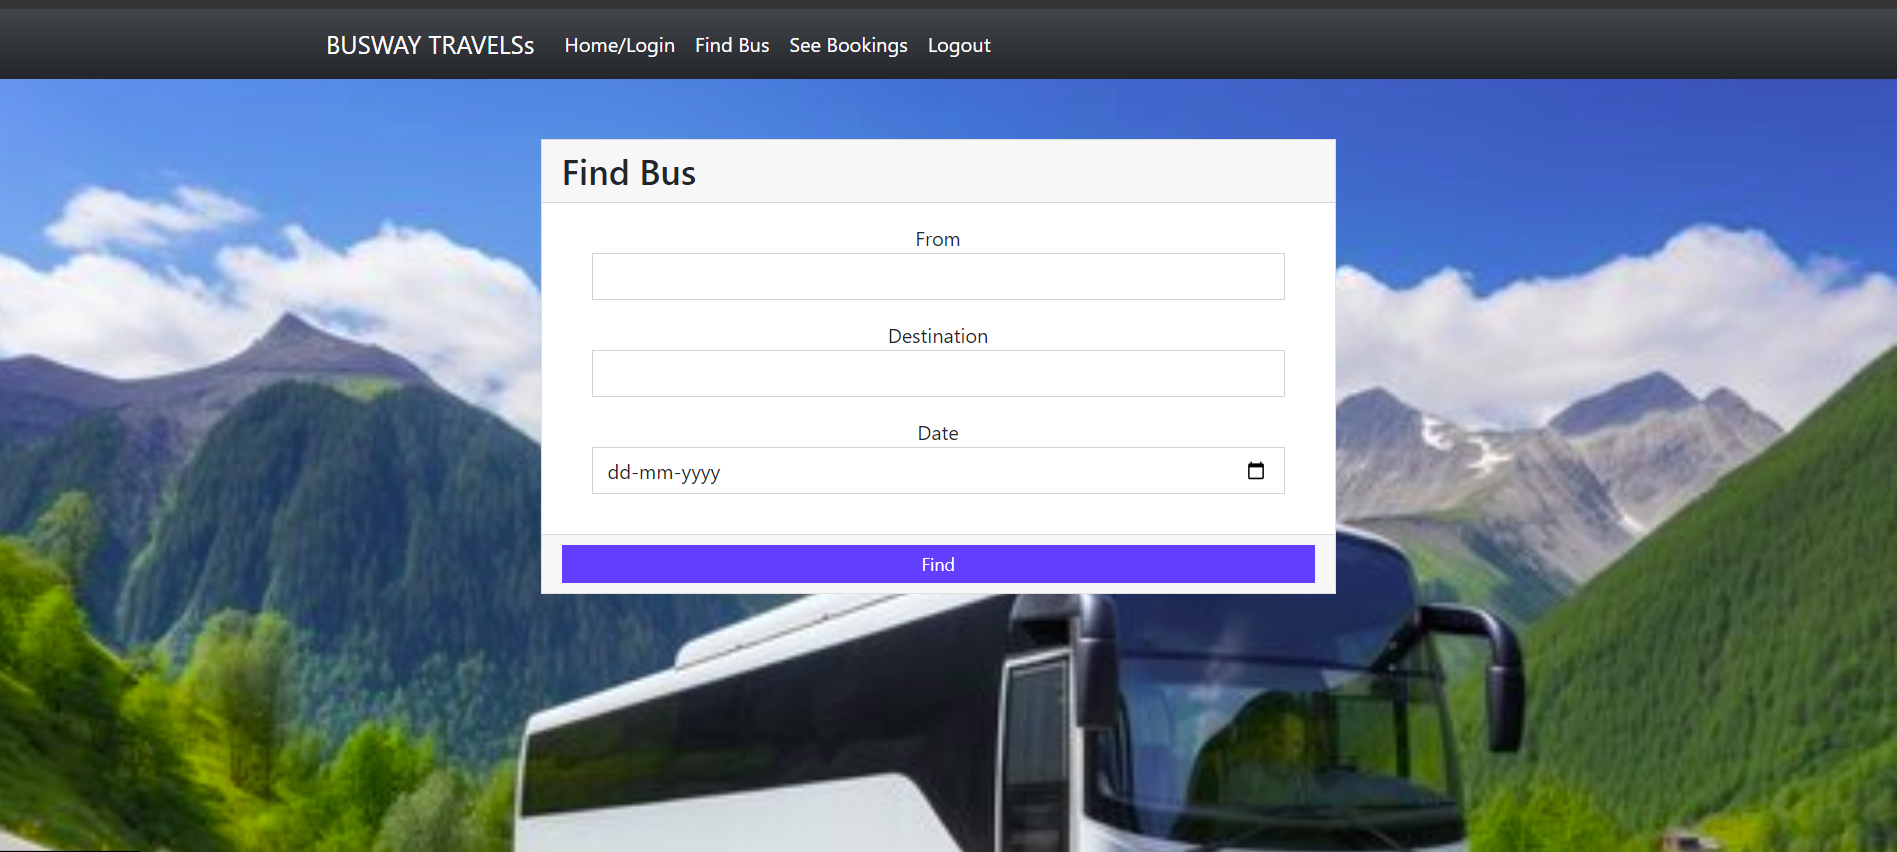 BUSWAY TRAVELSs Home/Login Find Bus See Bookings Logout
Find Bus
From
Destination
Date
dd-mm-yyyy
Find